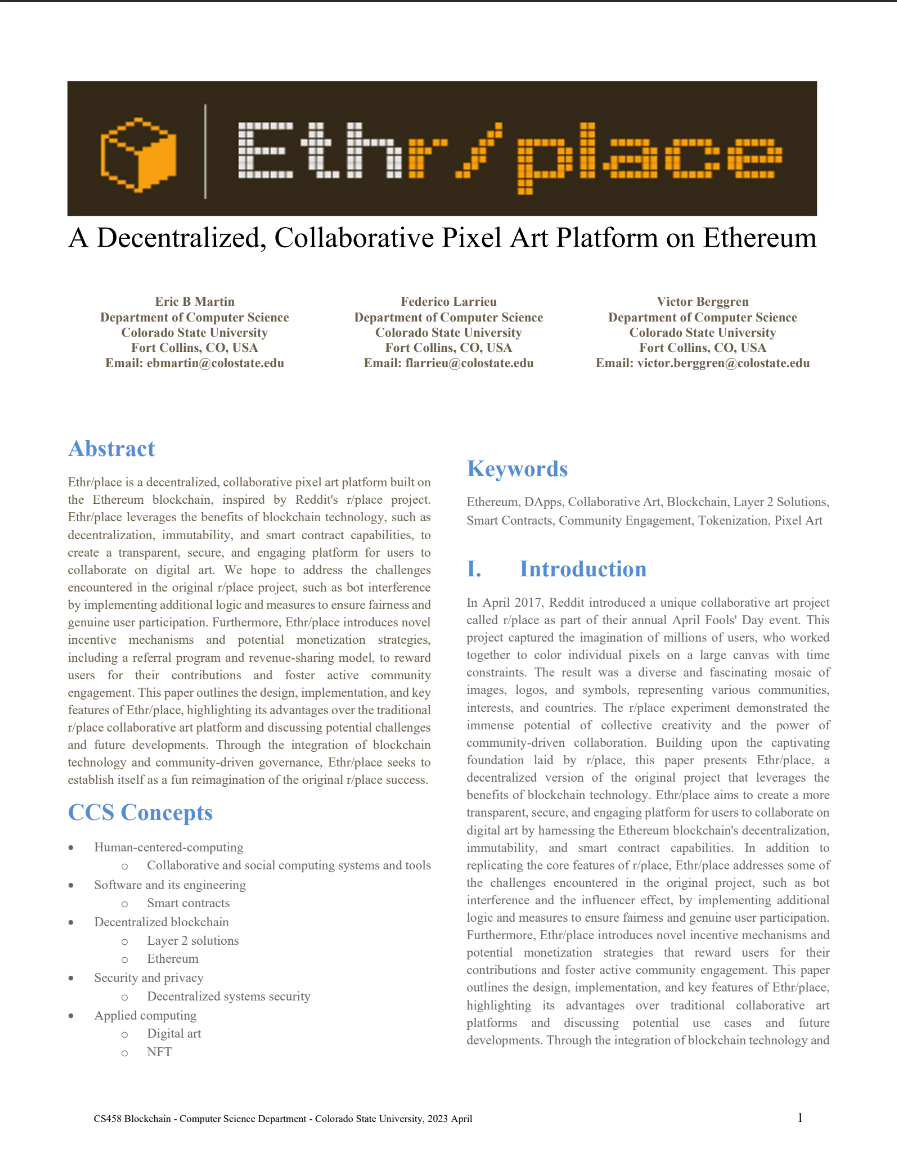 Ethr/place
A Decentralized, Collaborative Pixel Art Platform on Ethereum
Eric B Martin
Department of Computer Science
Colorado State University
Fort Collins, CO, USA
Email: ebmartin@colostate.edu
Federico Larrieu
Department of Computer Science
Colorado State University
Fort Collins, CO, USA
Email: flarrieu@colostate.edu
Victor Berggren
Department of Computer Science
Colorado State University
Fort Collins, CO, USA
Email: victor.berggren@colostate.edu
Abstract
Ethr/place is a decentralized, collaborative pixel art platform built on
the Ethereum blockchain, inspired by Reddit's r/place project.
Ethr/place leverages the benefits of blockchain technology, such as
decentralization, immutability, and smart contract capabilities, to
create a transparent, secure, and engaging platform for users to
collaborate on digital art. We hope to address the challenges
encountered in the original r/place project, such as bot interference
by implementing additional logic and measures to ensure fairness and
genuine user participation. Furthermore, Ethr/place introduces novel
incentive mechanisms and potential monetization strategies,
including a referral program and revenue-sharing model, to reward
users for their contributions and foster active community
engagement. This paper outlines the design, implementation, and key
features of Ethr/place, highlighting its advantages over the traditional
r/place collaborative art platform and discussing potential challenges
and future developments. Through the integration of blockchain
technology and community-driven governance, Ethr/place seeks to
establish itself as a fun reimagination of the original r/place success.
CCS Concepts
• Human-centered-computing
o Collaborative and social computing systems and tools
• Software and its engineering
o Smart contracts
• Decentralized blockchain
o Layer 2 solutions
o Ethereum
• Security and privacy
o Decentralized systems security
• Applied computing
o Digital art
o NFT
Keywords
Ethereum, DApps, Collaborative Art, Blockchain, Layer 2 Solutions,
Smart Contracts, Community Engagement, Tokenization, Pixel Art
I. Introduction
In April 2017, Reddit introduced a unique collaborative art project
called r/place as part of their annual April Fools' Day event. This
project captured the imagination of millions of users, who worked
together to color individual pixels on a large canvas with time
constraints. The result was a diverse and fascinating mosaic of
images, logos, and symbols, representing various communities,
interests, and countries. The r/place experiment demonstrated the
immense potential of collective creativity and the power of
community-driven collaboration. Building upon the captivating
foundation laid by r/place, this paper presents Ethr/place, a
decentralized version of the original project that leverages the
benefits of blockchain technology. Ethr/place aims to create a more
transparent, secure, and engaging platform for users to collaborate on
digital art by harnessing the Ethereum blockchain's decentralization,
immutability, and smart contract capabilities. In addition to
replicating the core features of r/place, Ethr/place addresses some of
the challenges encountered in the original project, such as bot
interference and the influencer effect, by implementing additional
logic and measures to ensure fairness and genuine user participation.
Furthermore, Ethr/place introduces novel incentive mechanisms and
potential monetization strategies that reward users for their
contributions and foster active community engagement. This paper
outlines the design, implementation, and key features of Ethr/place,
highlighting its advantages over traditional collaborative art
platforms and discussing potential use cases and future
developments. Through the integration of blockchain technology and
CS458 Blockchain - Computer Science Department - Colorado State University, 2023 April
1